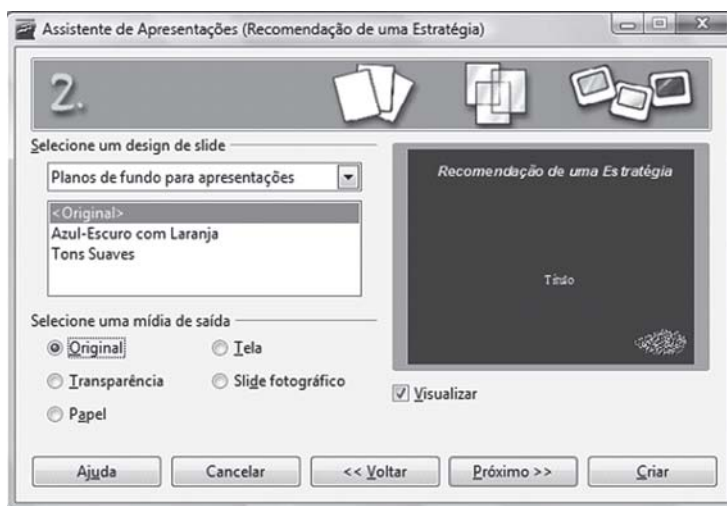 Assistente de Apresentações (Recomendação de uma Estratégia)
2.
Selecione um design de slide
Planos de fundo para apresentações
<Original>
Azul-Escuro com Laranja
Tons Suaves
Selecione uma mídia de saída
Original
Tela
Transparência
Slide fotográfico
Papel
Recomendação de uma Estratégia
Título
Visualizar
Ajuda
Cancelar
<< Voltar
Próximo >>
Criar